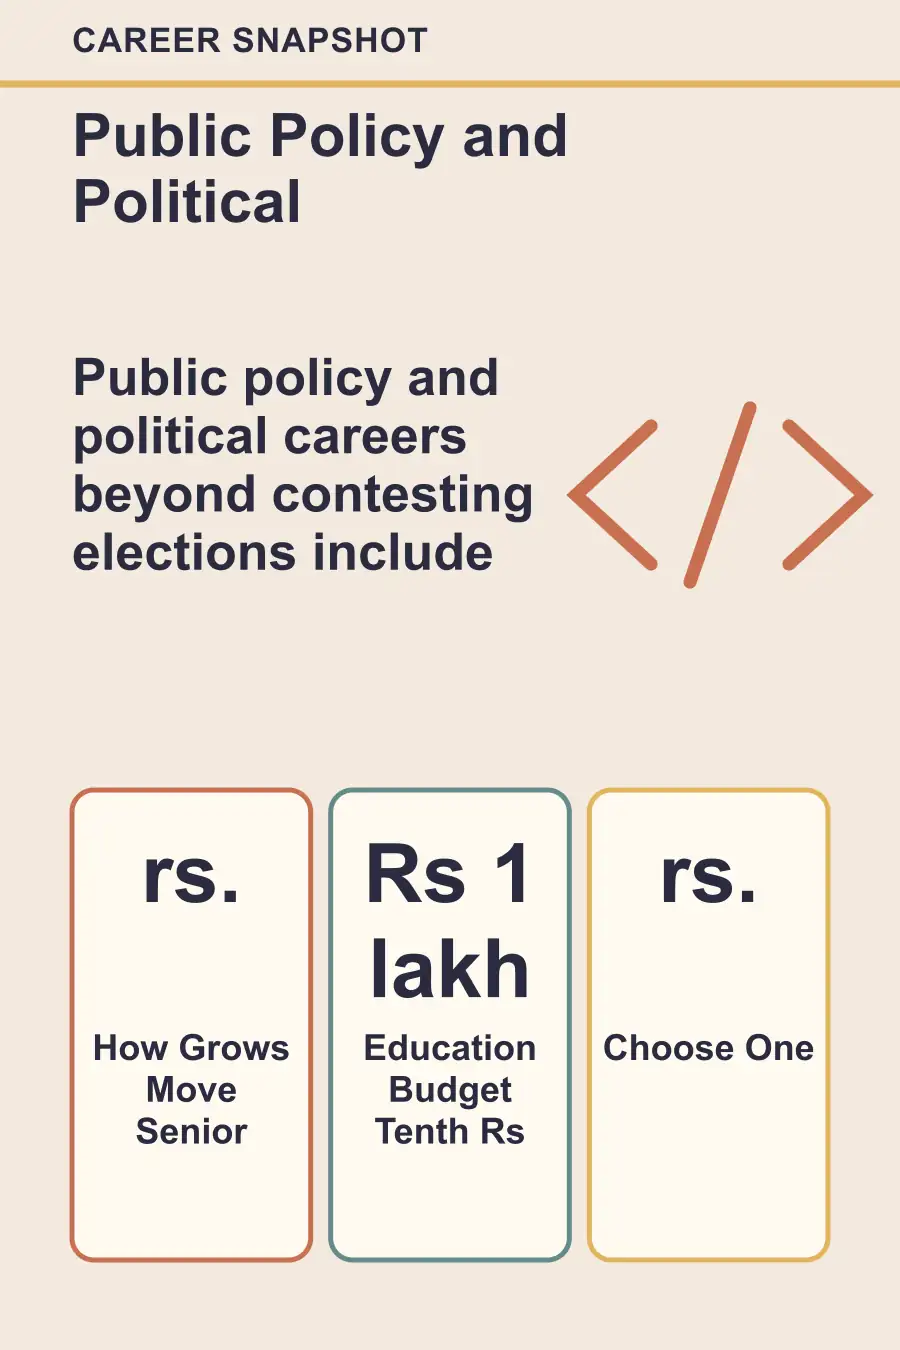 CAREER SNAPSHOT
Public Policy and
Political
Public policy and
political careers
beyond contesting
elections include
rs.
How Grows
Move
Senior
Rs 1
lakh
Education
Budget
Tenth Rs
rs.
Choose One